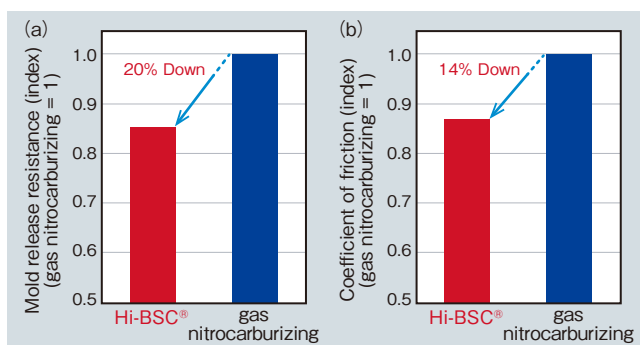 (a)
Mold release resistance (index)
(gas nitrocarburizing = 1)
1.0
0.9
0.8
0.7
0.6
0.5
20% Down
Hi-BSC®
gas
nitrocarburizing
(b)
Coefficient of friction (index)
(gas nitrocarburizing = 1)
1.0
0.9
0.8
0.7
0.6
0.5
14% Down
Hi-BSC®
gas
nitrocarburizing